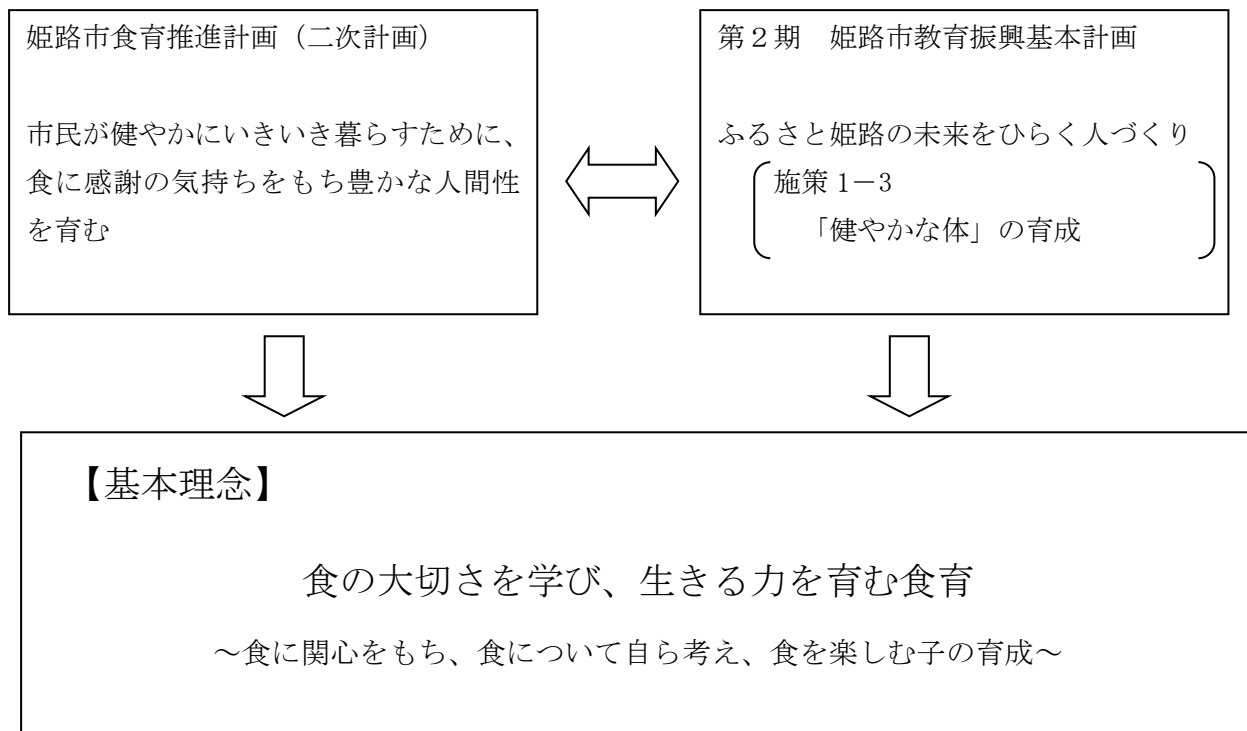 姫路市食育推進計画（二次計画）
市民が健やかにいきいき暮らすために、
食に感謝の気持ちをもち豊かな人間性
を育む
第２期　姫路市教育振興基本計画
ふるさと姫路の未来をひらく人づくり
施策 1－3
「健やかな体」の育成
【基本理念】
食の大切さを学び、生きる力を育む食育
～食に関心をもち、食について自ら考え、食を楽しむ子の育成～